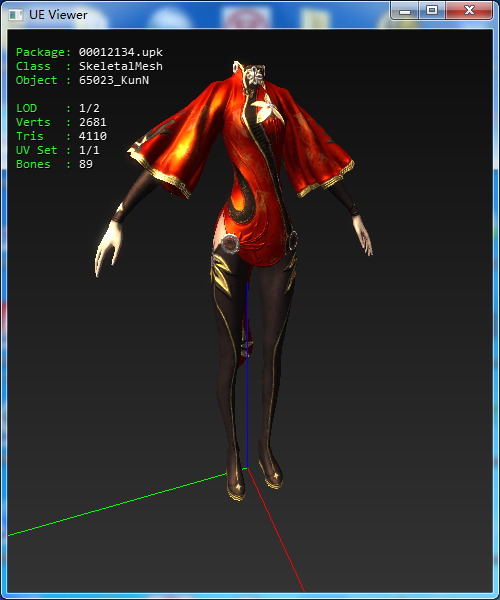 UE Viewer
Package: 00012134.upk
Class  : SkeletalMesh
Object : 65023_KunN
LOD    : 1/2
Verts  : 2681
Tris   : 4110
UV Set : 1/1
Bones  : 89